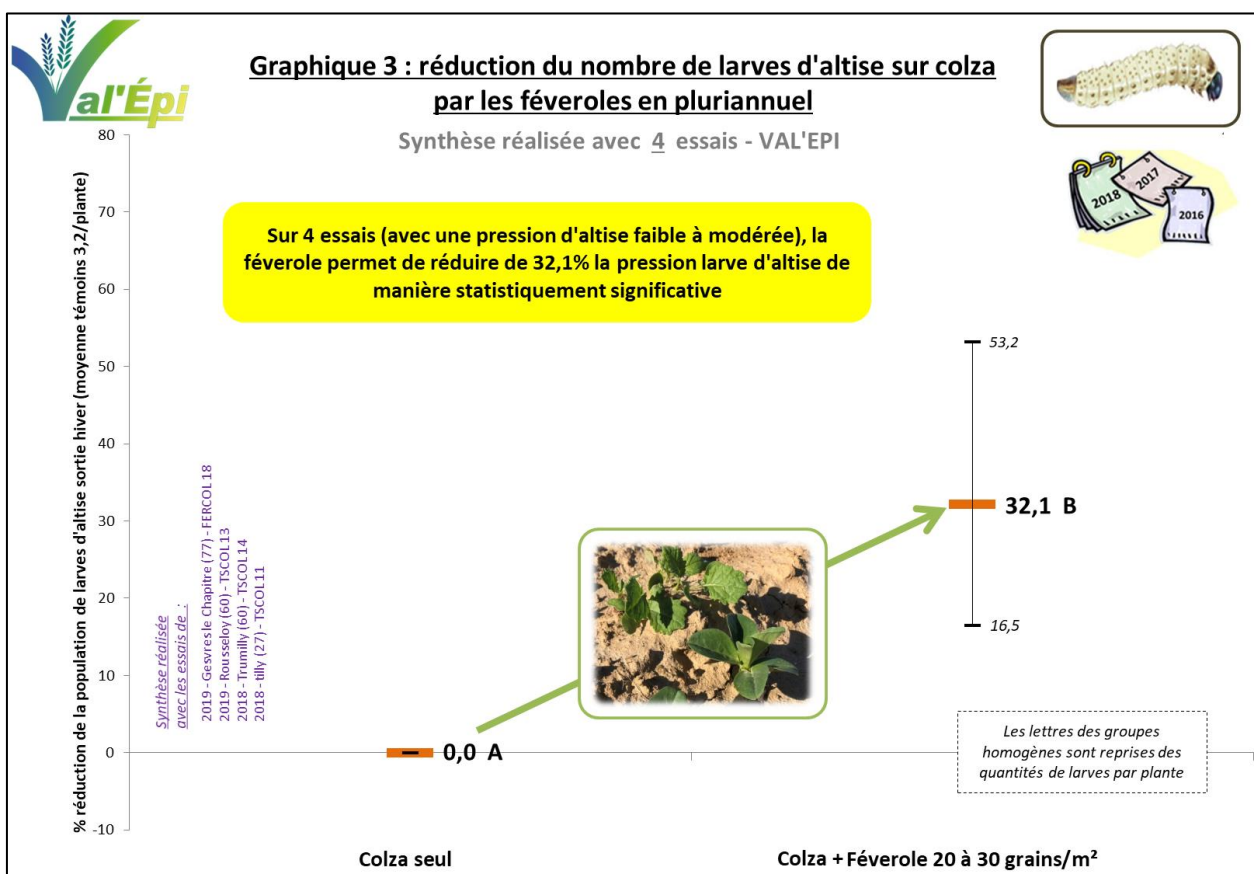 Val'Épi
Graphique 3 : réduction du nombre de larves d'altise sur colza
par les féveroles en pluriannuel
Synthèse réalisée avec 4 essais - VAL'EPI
2018
2017
2016
Sur 4 essais (avec une pression d'altise faible à modérée), la
féverole permet de réduire de 32,1% la pression larve d'altise de
manière statistiquement significative
% réduction de la population de larves d'altise sortie hiver (moyenne témoins 3,2/plante)
80
70
60
50
40
30
20
10
0
-10
Synthèse réalisée
avec les essais de :
2019 - Gesvres le Chapitre (77) - FERCOL 18
2019 - Rousseloy (60) - TSCOL 13
2018 - Trumilly (60) - TSCOL 14
2018 - tilly (27) - TSCOL 11
53,2
32,1 B
16,5
0,0 A
Les lettres des groupes
homogènes sont reprises des
quantités de larves par plante
Colza seul
Colza + Féverole 20 à 30 grains/m²